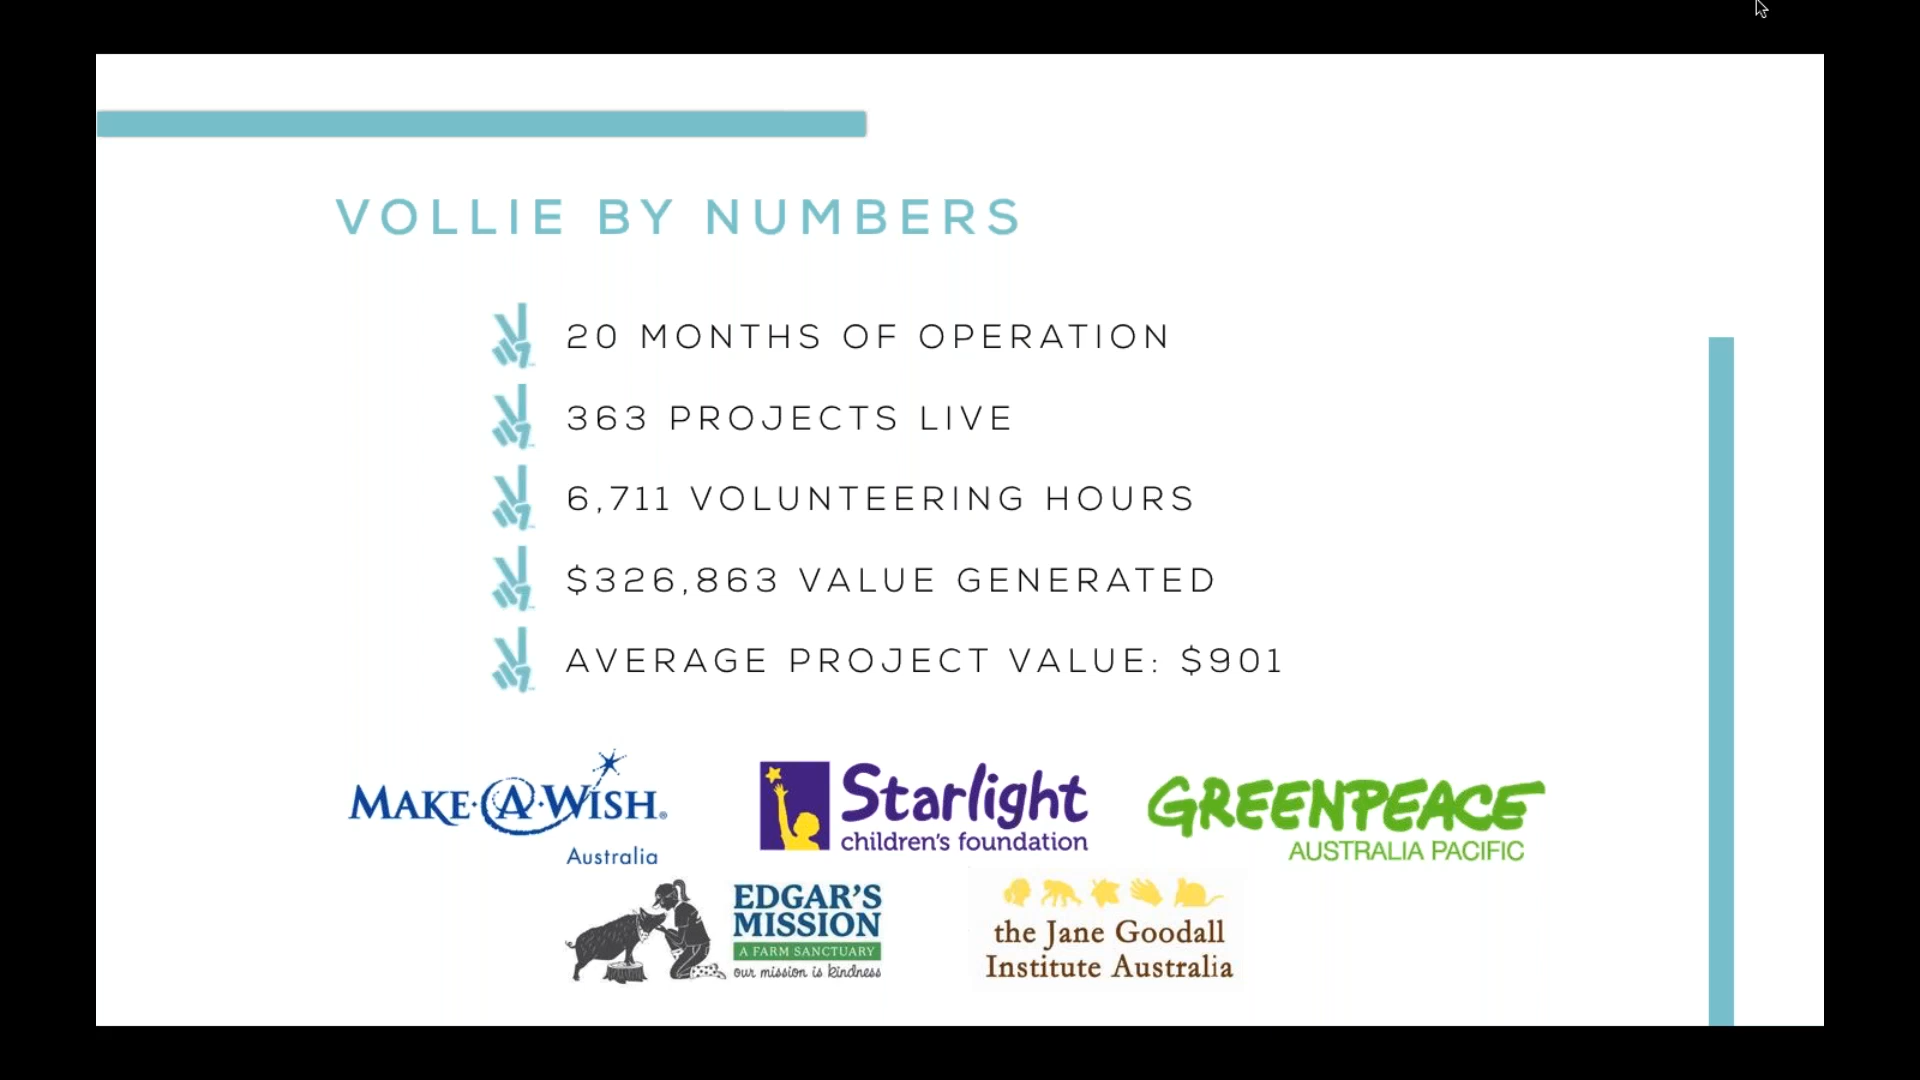 VOLLIE BY NUMBERS
20 MONTHS OF OPERATION
363 PROJECTS LIVE
6,711 VOLUNTEERING HOURS
$326,863 VALUE GENERATED
AVERAGE PROJECT VALUE: $901
MAKE·A·WISH®
Australia
Starlight
children's foundation
GREENPEACE
AUSTRALIA PACIFIC
EDGAR'S
MISSION
A FARM SANCTUARY
our mission is kindness
the Jane Goodall
Institute Australia